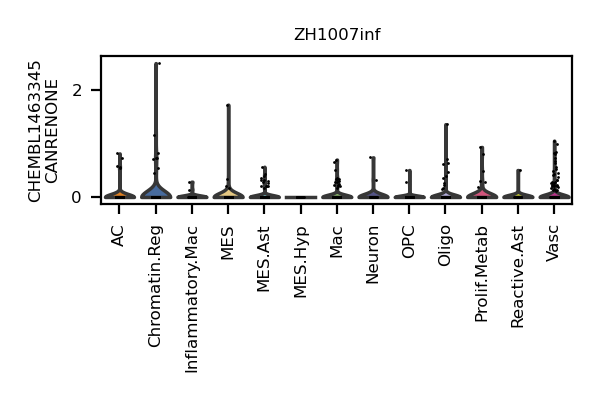 ZH1007inf
CHEMBL1463345
CANRENONE
2
0
AC
Chromatin.Reg
Inflammatory.Mac
MES
MES.Ast
MES.Hyp
Mac
Neuron
OPC
Oligo
Prolif.Metab
Reactive.Ast
Vasc